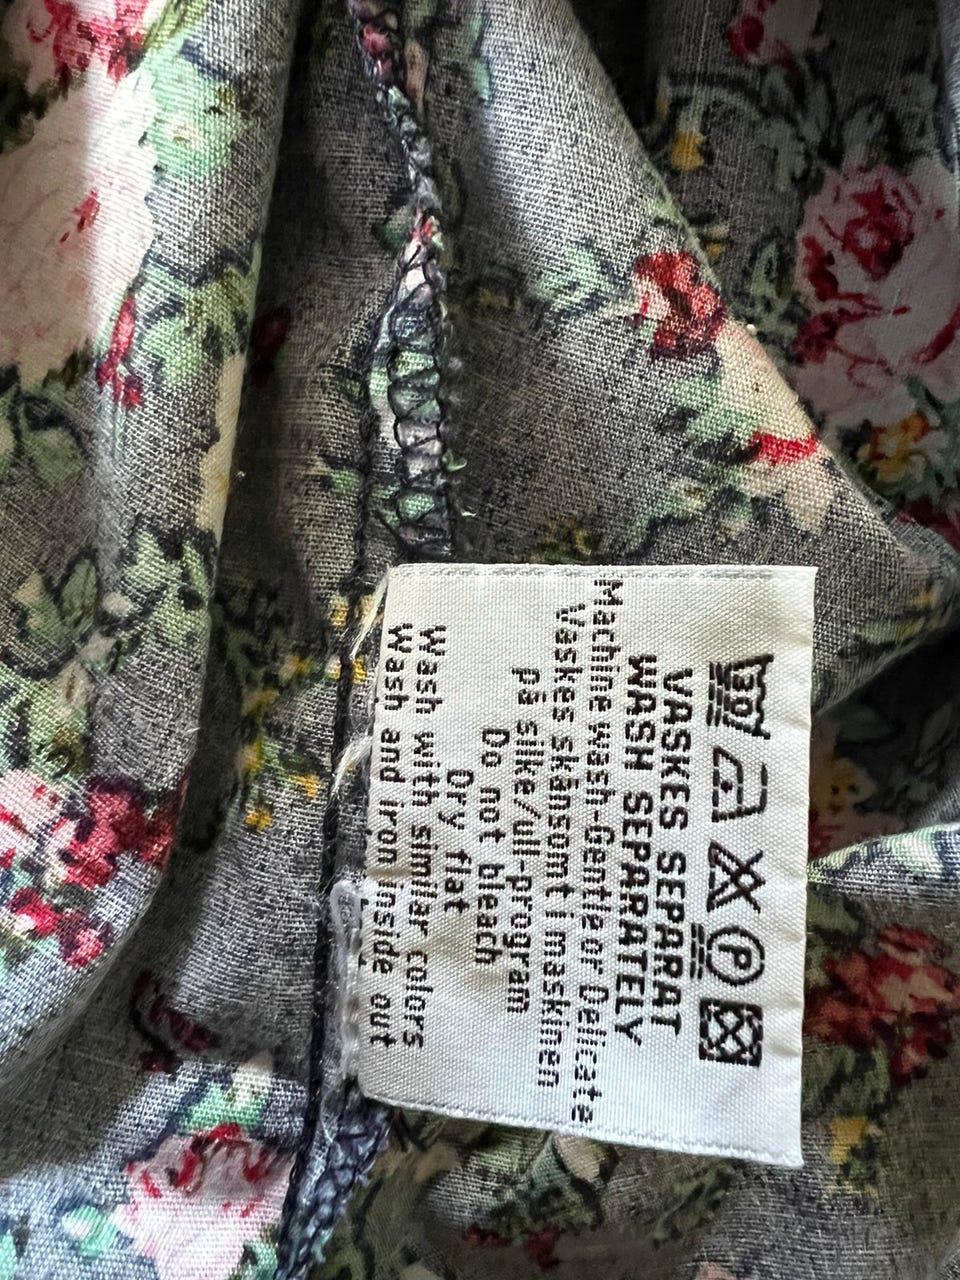 30 P
VASKES SEPARAT
WASH SEPARATELY
Machine wash-Gentle or Delicate
Vaskes skånsomt i maskinen
på silke/ull-program
Do not bleach
Dry flat
Wash with similar colors
Wash and iron inside out